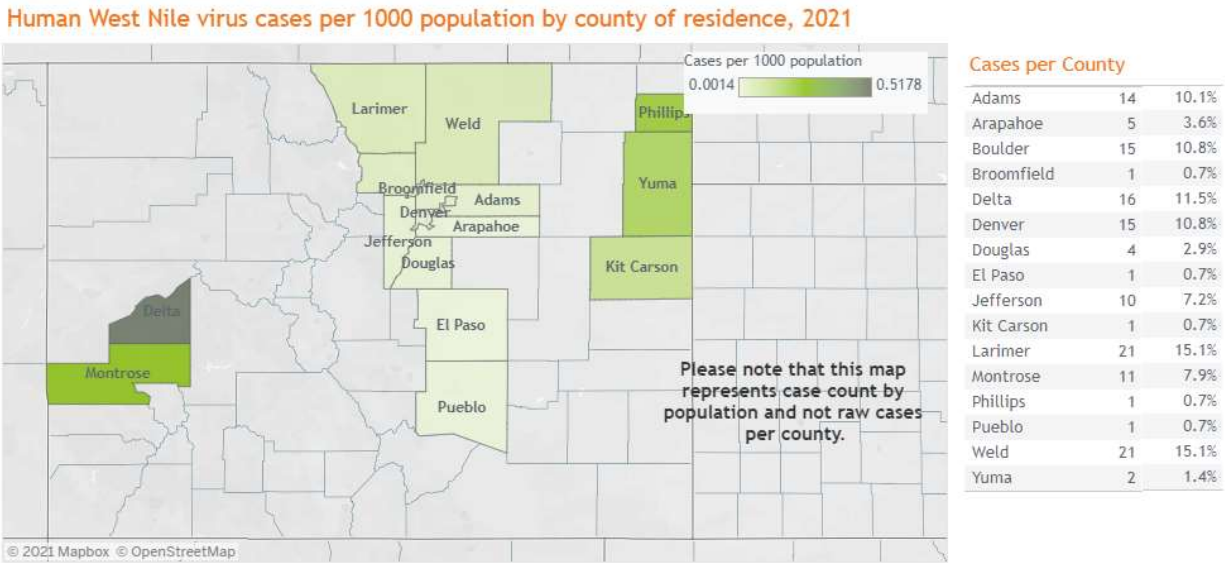 Human West Nile virus cases per 1000 population by county of residence, 2021
Cases per 1000 population
0.0014 0.5178
Larimer
Weld
Phillips
Yuma
Broomfield
Adams
Denver
Arapahoe
Jefferson
Douglas
Kit Carson
Delta
El Paso
Montrose
Pueblo
Please note that this map
represents case count by
population and not raw cases
per county.
© 2021 Mapbox © OpenStreetMap
Cases per County
Adams 14 10.1%
Arapahoe 5 3.6%
Boulder 15 10.8%
Broomfield 1 0.7%
Delta 16 11.5%
Denver 15 10.8%
Douglas 4 2.9%
El Paso 1 0.7%
Jefferson 10 7.2%
Kit Carson 1 0.7%
Larimer 21 15.1%
Montrose 11 7.9%
Phillips 1 0.7%
Pueblo 1 0.7%
Weld 21 15.1%
Yuma 2 1.4%